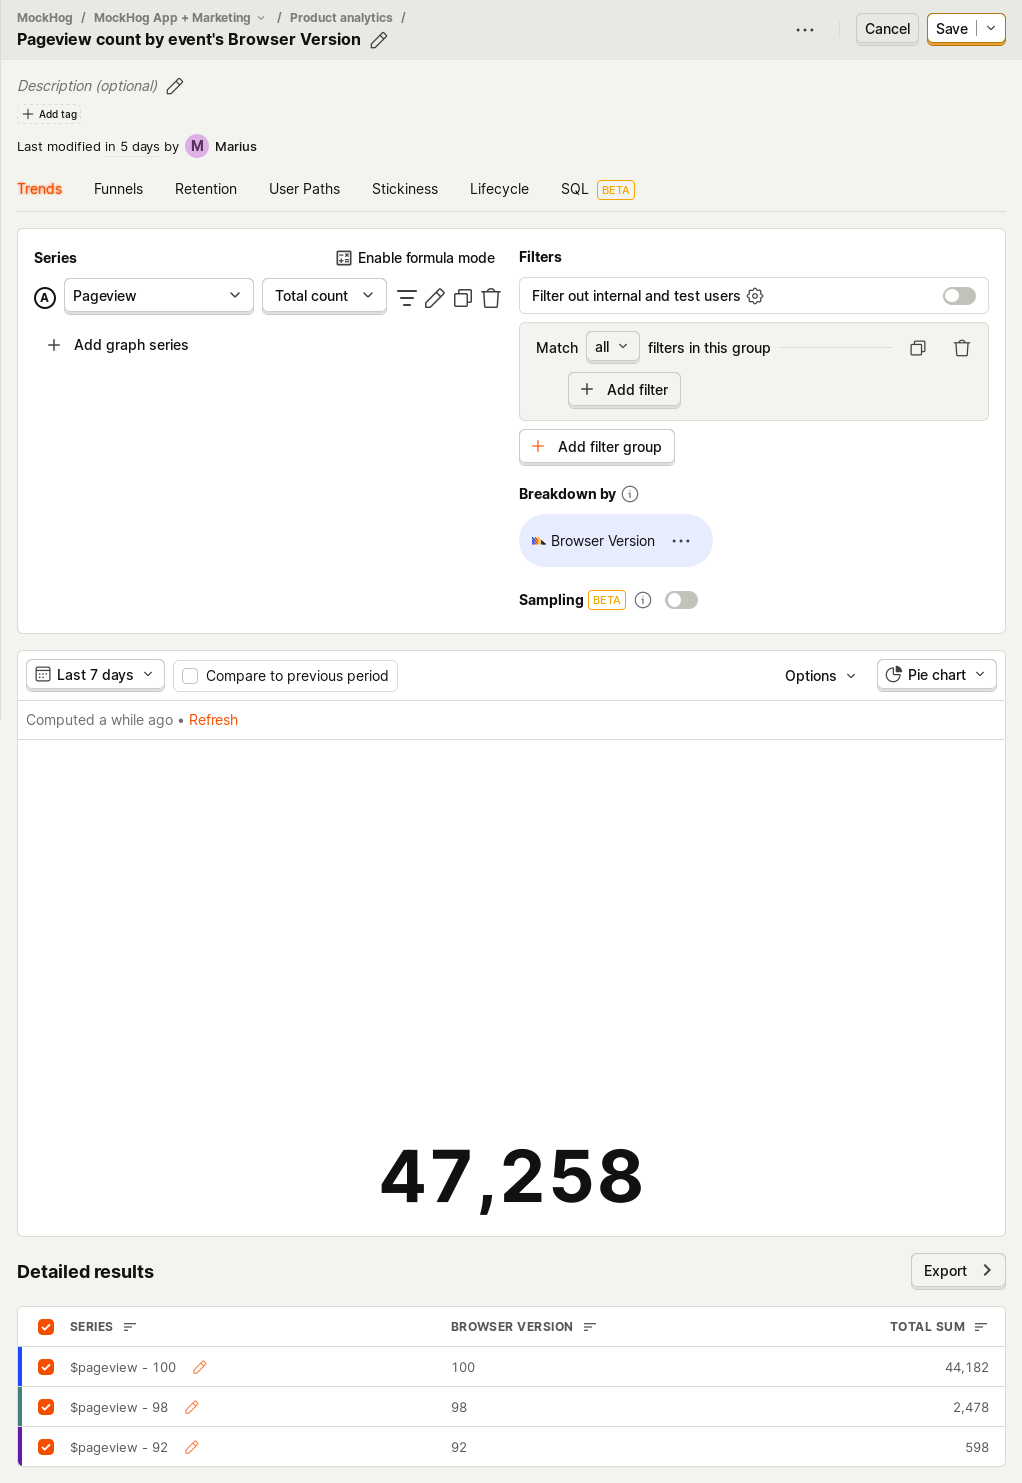 MockHog / MockHog App + Marketing / Product analytics /
Pageview count by event's Browser Version
Cancel
Save
Description (optional)
Add tag
Last modified in 5 days by M Marius
Trends Funnels Retention User Paths Stickiness Lifecycle SQL BETA
Series
Enable formula mode
A Pageview Total count
Add graph series
Filters
Filter out internal and test users
Match all filters in this group
Add filter
Add filter group
Breakdown by
Browser Version
Sampling BETA
Last 7 days Compare to previous period Options Pie chart
Computed a while ago • Refresh
47,258
Detailed results
Export
SERIES BROWSER VERSION TOTAL SUM
$pageview - 100 100 44,182
$pageview - 98 98 2,478
$pageview - 92 92 598